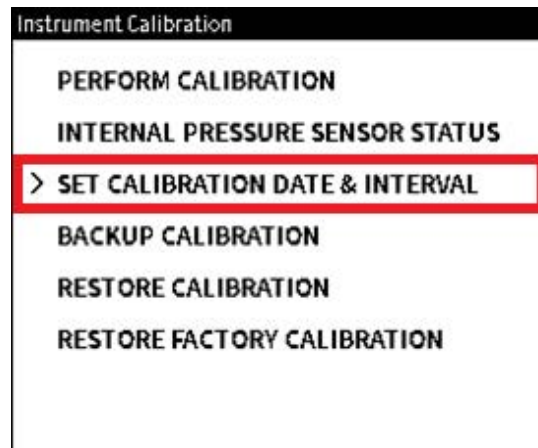 Instrument Calibration
PERFORM CALIBRATION
INTERNAL PRESSURE SENSOR STATUS
> SET CALIBRATION DATE & INTERVAL
BACKUP CALIBRATION
RESTORE CALIBRATION
RESTORE FACTORY CALIBRATION